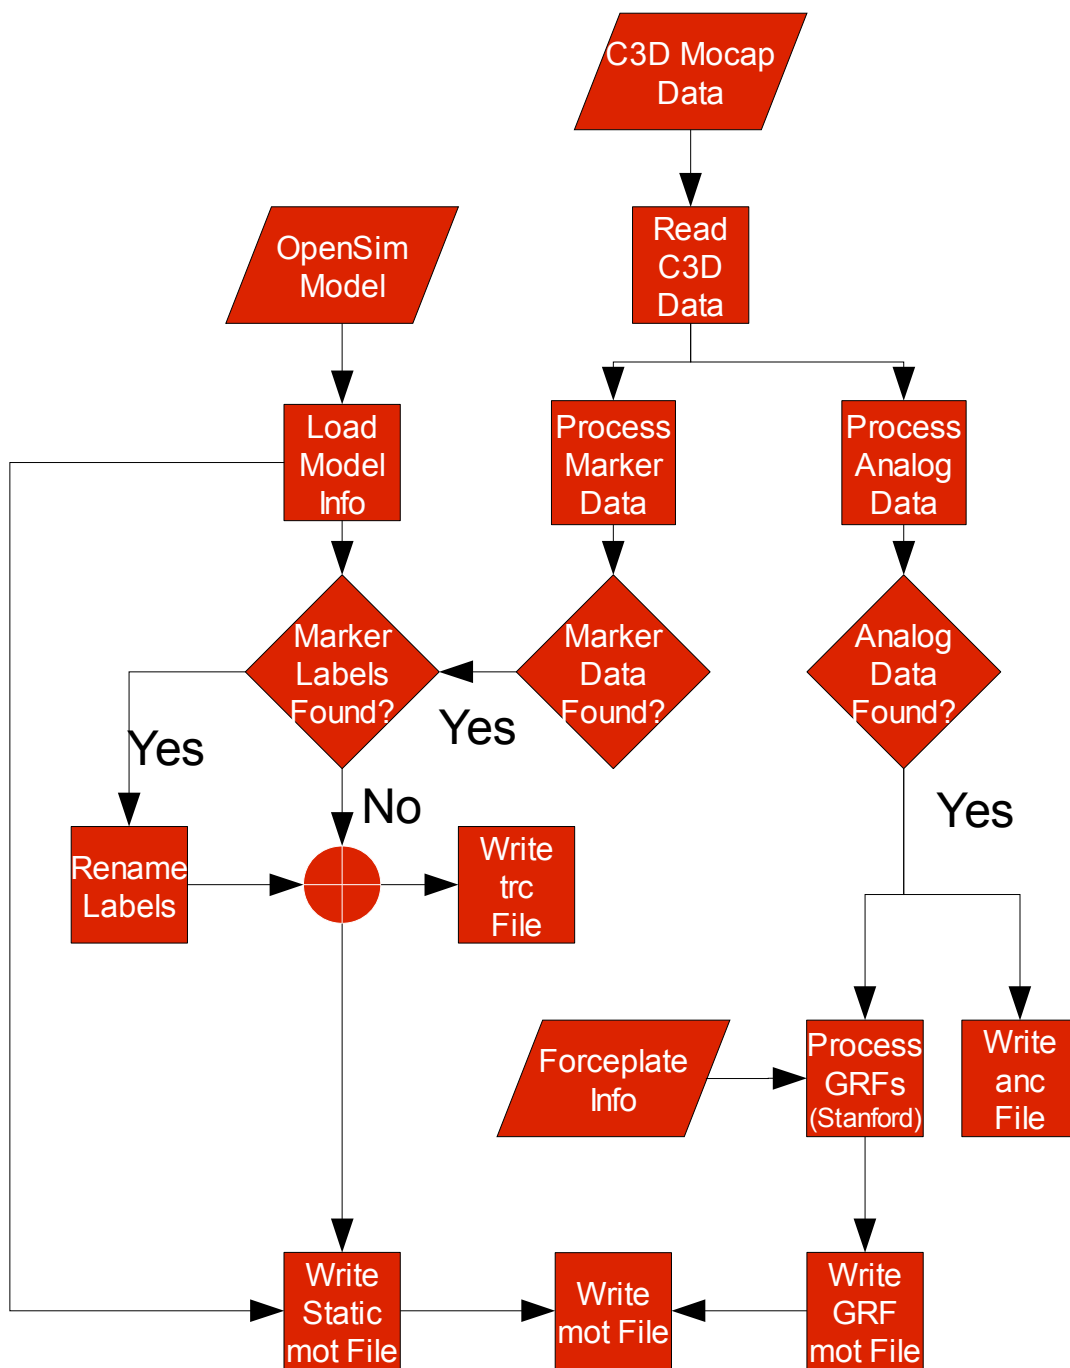 C3D Mocap
Data
OpenSim
Model
Read
C3D
Data
Load
Model
Info
Process
Marker
Data
Process
Analog
Data
Marker
Labels
Found?
Marker
Data
Found?
Analog
Data
Found?
Yes
Yes
No
Yes
Rename
Labels
Write
trc
File
Forceplate
Info
Process
GRFs
(Stanford)
Write
anc
File
Write
Static
mot File
Write
mot File
Write
GRF
mot File